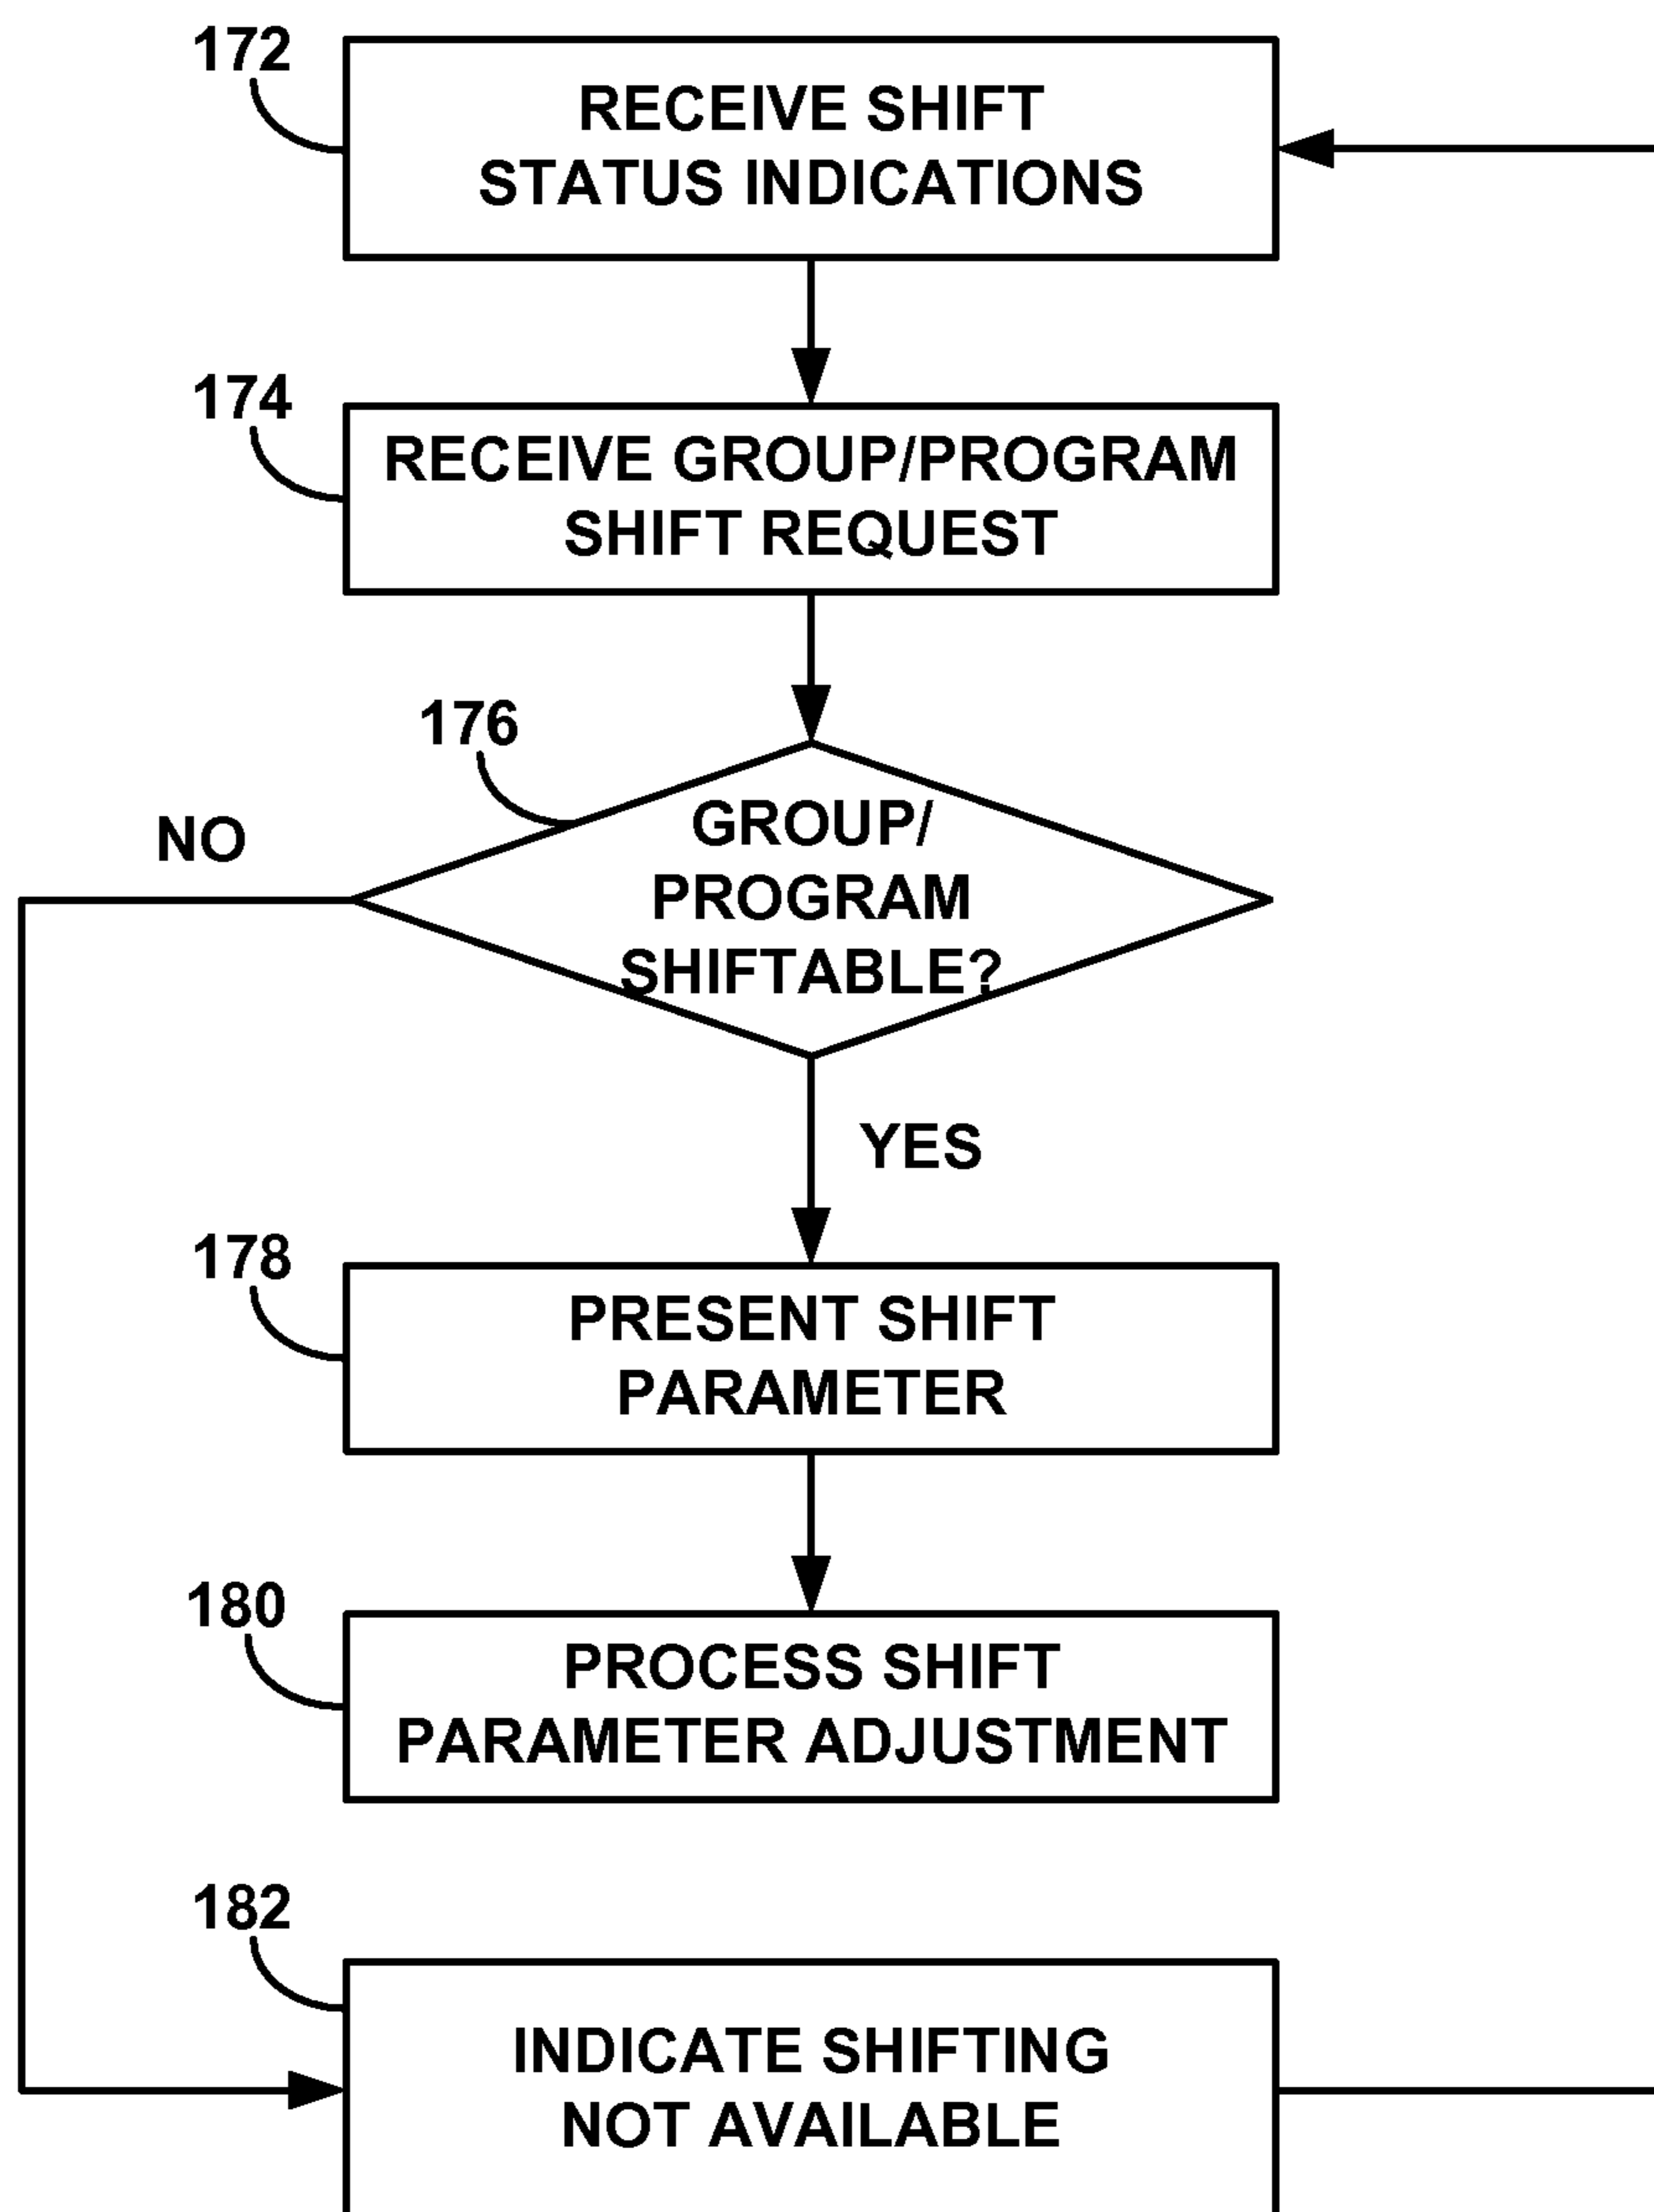 172
RECEIVE SHIFT
STATUS INDICATIONS
174
RECEIVE GROUP/PROGRAM
SHIFT REQUEST
176
NO
GROUP/
PROGRAM
SHIFTABLE?
YES
178
PRESENT SHIFT
PARAMETER
180
PROCESS SHIFT
PARAMETER ADJUSTMENT
182
INDICATE SHIFTING
NOT AVAILABLE